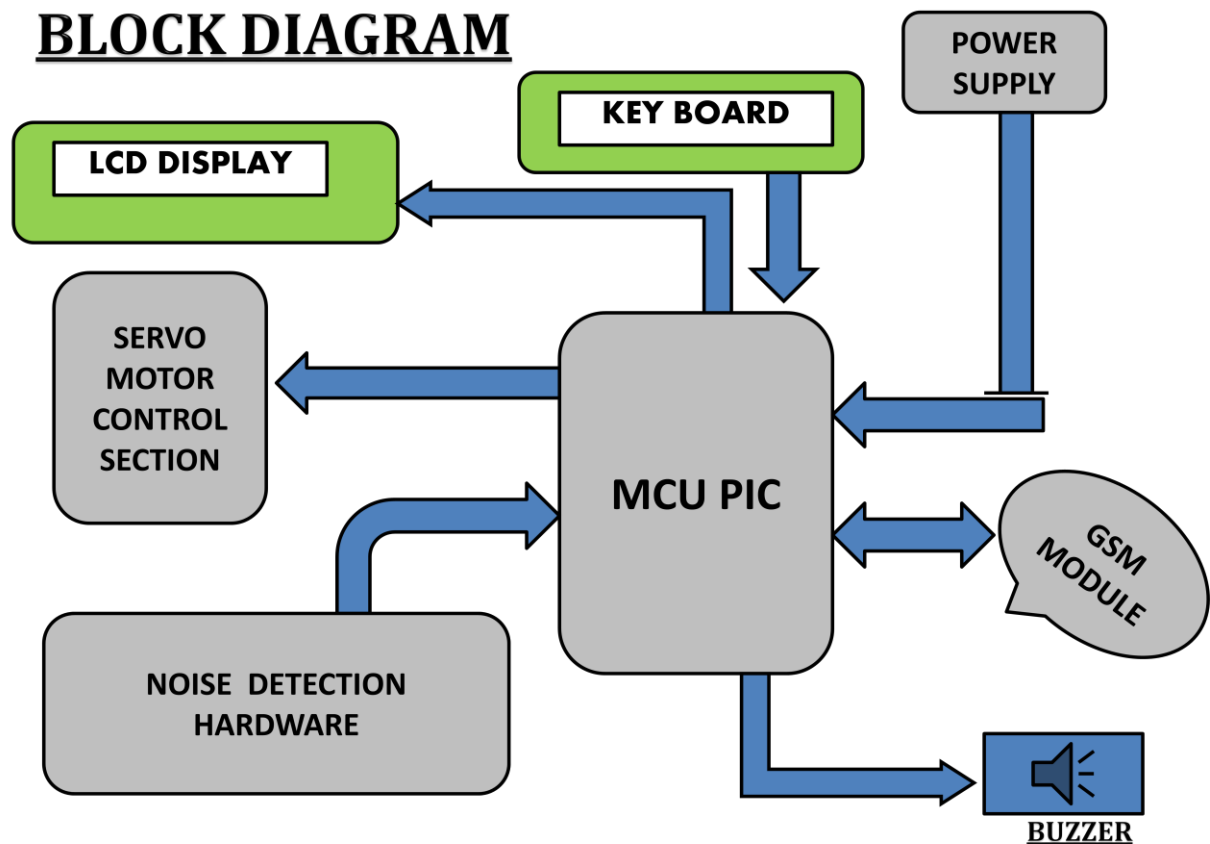 BLOCK DIAGRAM
POWER
SUPPLY
KEY BOARD
LCD DISPLAY
SERVO
MOTOR
CONTROL
SECTION
MCU PIC
GSM
MODULE
NOISE DETECTION
HARDWARE
BUZZER